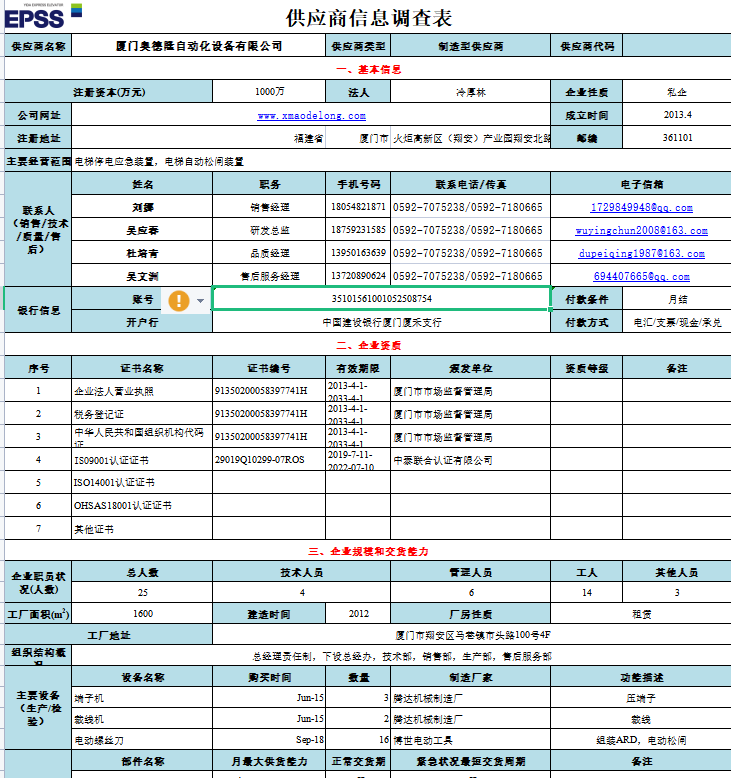 YIDA EXPRESS ELEVATOR
EPSS
供应商信息调查表
供应商名称 厦门奥德隆自动化设备有限公司 供应商类型 制造型供应商 供应商代码
一、基本信息
注册资本(万元) 1000万 法人 冷厚林 企业性质 私企
公司网址 www.xmaodelong.com 成立时间 2013.4
注册地址 福建省 厦门市 火炬高新区（翔安）产业园翔安北路 邮编 361101
主要经营范围 电梯停电应急装置，电梯自动松闸装置
联系人（销售/技术/质量/售后） 姓名 职务 手机号码 联系电话/传真 电子信箱
刘娜 销售经理 18054821871 0592-7075238/0592-7180665 1729849948@qq.com
吴应春 研发总监 18759231585 0592-7075238/0592-7180665 wuyingchun2008@163.com
杜培青 品质经理 13950163639 0592-7075238/0592-7180665 dupeiqing1987@163.com
吴文渊 售后服务经理 13720890624 0592-7075238/0592-7180665 694407665@qq.com
银行信息 账号 35101561001052508754 付款条件 月结
开户行 中国建设银行厦门厦禾支行 付款方式 电汇/支票/现金/承兑
二、企业资质
序号 证书名称 证书编号 有效期限 颁发单位 资质等级 备注
1 企业法人营业执照 91350200058397741H 2013-4-1-2033-4-1 厦门市市场监督管理局
2 税务登记证 91350200058397741H 2013-4-1-2033-4-1 厦门市市场监督管理局
3 中华人民共和国组织机构代码证 91350200058397741H 2013-4-1-2033-4-1 厦门市市场监督管理局
4 IS09001认证证书 29019Q10299-07ROS 2019-7-11-2022-07-10 中泰联合认证有限公司
5 ISO14001认证证书
6 OHSAS18001认证证书
7 其他证书
三、企业规模和交货能力
企业职员状况(人数) 总人数 技术人员 管理人员 工人 其他人员
25 4 6 14 3
工厂面积(m²) 1600 建造时间 2012 厂房性质 租赁
工厂地址 厦门市翔安区马巷镇市头路100号4F
组织结构概况 总经理责任制，下设总经办，技术部，销售部，生产部，售后服务部
主要设备（生产/检验） 设备名称 购买时间 数量 制造厂家 功能描述
端子机 Jun-15 3 腾达机械制造厂 压端子
裁线机 Jun-15 2 腾达机械制造厂 裁线
电动螺丝刀 Sep-18 16 博世电动工具 组装ARD，电动松闸
部件名称 月最大供货能力 正常交货期 紧急状况最短交货周期 备注